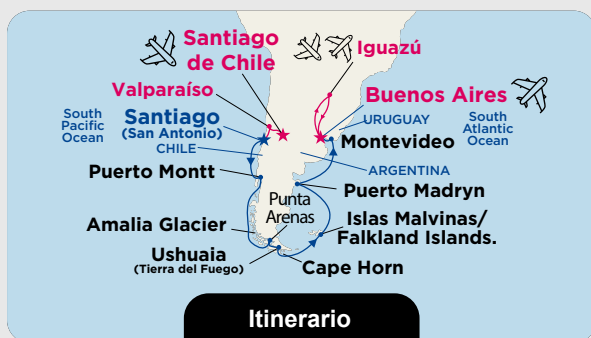 Santiago
de Chile
Iguazú
Valparaíso
Buenos Aires
South
Pacific
Ocean
Santiago
(San Antonio)
CHILE
URUGUAY
South
Atlantic
Ocean
Montevideo
Puerto Montt
ARGENTINA
Puerto Madryn
Punta
Arenas
Amalia Glacier
Islas Malvinas/
Falkland Islands.
Ushuaia
(Tierra del Fuego)
Cape Horn
Itinerario